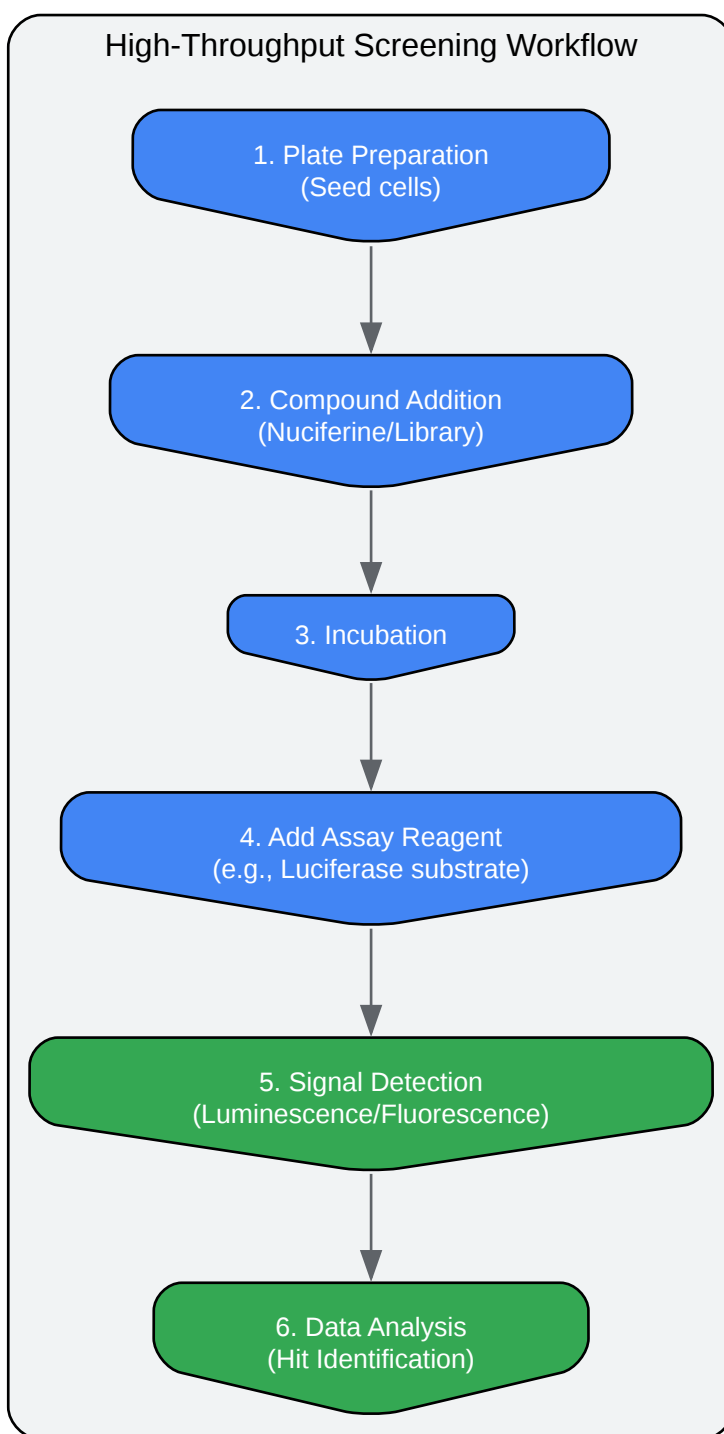 High-Throughput Screening Workflow
1. Plate Preparation
(Seed cells)
2. Compound Addition
(Nuciferine/Library)
3. Incubation
4. Add Assay Reagent
(e.g., Luciferase substrate)
5. Signal Detection
(Luminescence/Fluorescence)
6. Data Analysis
(Hit Identification)